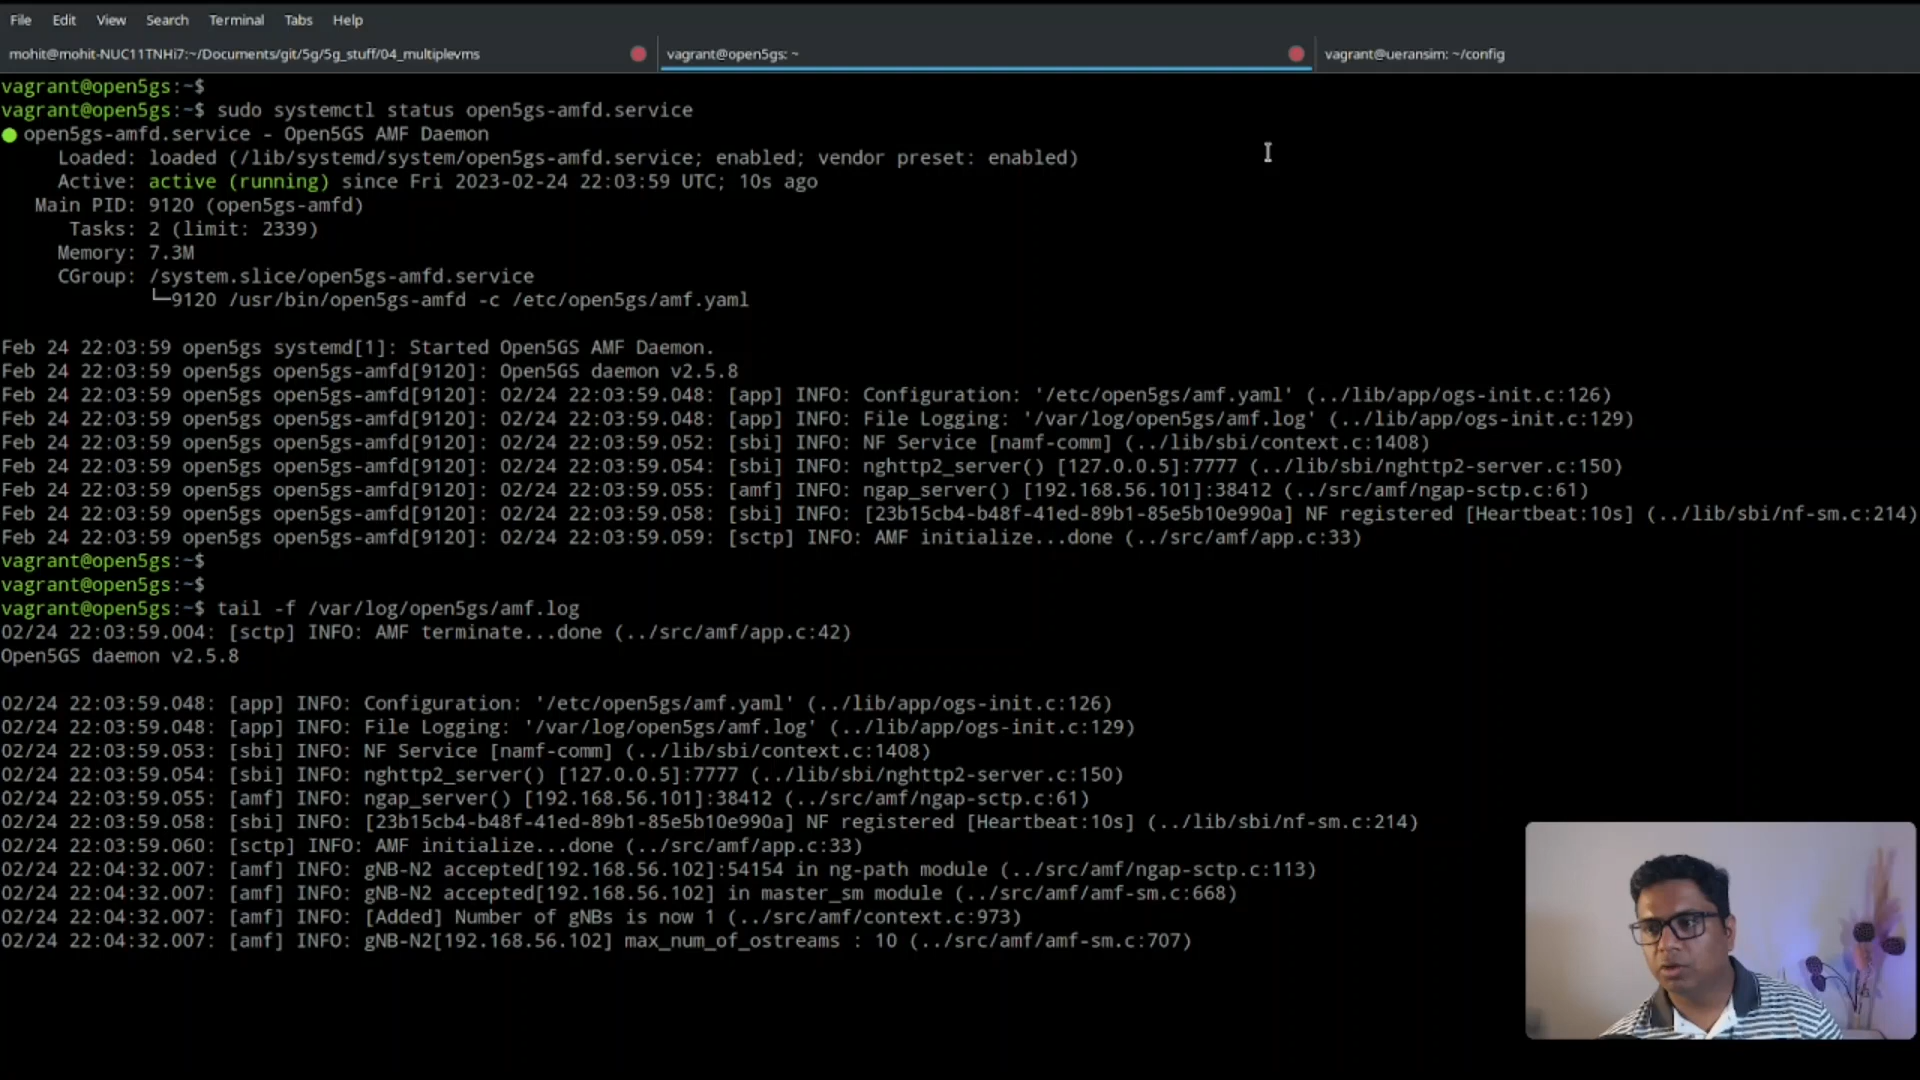 File Edit View Search Terminal Tabs Help
mohit@mohit-NUC11TNHi7:~/Documents/git/5g/5g_stuff/04_multiplevms vagrant@open5gs: ~ vagrant@ueransim: ~/config
vagrant@open5gs:~$
vagrant@open5gs:~$ sudo systemctl status open5gs-amfd.service
● open5gs-amfd.service - Open5GS AMF Daemon
Loaded: loaded (/lib/systemd/system/open5gs-amfd.service; enabled; vendor preset: enabled)
Active: active (running) since Fri 2023-02-24 22:03:59 UTC; 10s ago
Main PID: 9120 (open5gs-amfd)
Tasks: 2 (limit: 2339)
Memory: 7.3M
CGroup: /system.slice/open5gs-amfd.service
└─9120 /usr/bin/open5gs-amfd -c /etc/open5gs/amf.yaml
Feb 24 22:03:59 open5gs systemd[1]: Started Open5GS AMF Daemon.
Feb 24 22:03:59 open5gs open5gs-amfd[9120]: Open5GS daemon v2.5.8
Feb 24 22:03:59 open5gs open5gs-amfd[9120]: 02/24 22:03:59.048: [app] INFO: Configuration: '/etc/open5gs/amf.yaml' (../lib/app/ogs-init.c:126)
Feb 24 22:03:59 open5gs open5gs-amfd[9120]: 02/24 22:03:59.048: [app] INFO: File Logging: '/var/log/open5gs/amf.log' (../lib/app/ogs-init.c:129)
Feb 24 22:03:59 open5gs open5gs-amfd[9120]: 02/24 22:03:59.052: [sbi] INFO: NF Service [namf-comm] (../lib/sbi/context.c:1408)
Feb 24 22:03:59 open5gs open5gs-amfd[9120]: 02/24 22:03:59.054: [sbi] INFO: nghttp2_server() [127.0.0.5]:7777 (../lib/sbi/nghttp2-server.c:150)
Feb 24 22:03:59 open5gs open5gs-amfd[9120]: 02/24 22:03:59.055: [amf] INFO: ngap_server() [192.168.56.101]:38412 (../src/amf/ngap-sctp.c:61)
Feb 24 22:03:59 open5gs open5gs-amfd[9120]: 02/24 22:03:59.058: [sbi] INFO: [23b15cb4-b48f-41ed-89b1-85e5b10e990a] NF registered [Heartbeat:10s] (../lib/sbi/nf-sm.c:214)
Feb 24 22:03:59 open5gs open5gs-amfd[9120]: 02/24 22:03:59.059: [sctp] INFO: AMF initialize...done (../src/amf/app.c:33)
vagrant@open5gs:~$
vagrant@open5gs:~$
vagrant@open5gs:~$ tail -f /var/log/open5gs/amf.log
02/24 22:03:59.004: [sctp] INFO: AMF terminate...done (../src/amf/app.c:42)
Open5GS daemon v2.5.8
02/24 22:03:59.048: [app] INFO: Configuration: '/etc/open5gs/amf.yaml' (../lib/app/ogs-init.c:126)
02/24 22:03:59.048: [app] INFO: File Logging: '/var/log/open5gs/amf.log' (../lib/app/ogs-init.c:129)
02/24 22:03:59.053: [sbi] INFO: NF Service [namf-comm] (../lib/sbi/context.c:1408)
02/24 22:03:59.054: [sbi] INFO: nghttp2_server() [127.0.0.5]:7777 (../lib/sbi/nghttp2-server.c:150)
02/24 22:03:59.055: [amf] INFO: ngap_server() [192.168.56.101]:38412 (../src/amf/ngap-sctp.c:61)
02/24 22:03:59.058: [sbi] INFO: [23b15cb4-b48f-41ed-89b1-85e5b10e990a] NF registered [Heartbeat:10s] (../lib/sbi/nf-sm.c:214)
02/24 22:03:59.060: [sctp] INFO: AMF initialize...done (../src/amf/app.c:33)
02/24 22:04:32.007: [amf] INFO: gNB-N2 accepted[192.168.56.102]:54154 in ng-path module (../src/amf/ngap-sctp.c:113)
02/24 22:04:32.007: [amf] INFO: gNB-N2 accepted[192.168.56.102] in master_sm module (../src/amf/amf-sm.c:668)
02/24 22:04:32.007: [amf] INFO: [Added] Number of gNBs is now 1 (../src/amf/context.c:973)
02/24 22:04:32.007: [amf] INFO: gNB-N2[192.168.56.102] max_num_of_ostreams : 10 (../src/amf/amf-sm.c:707)